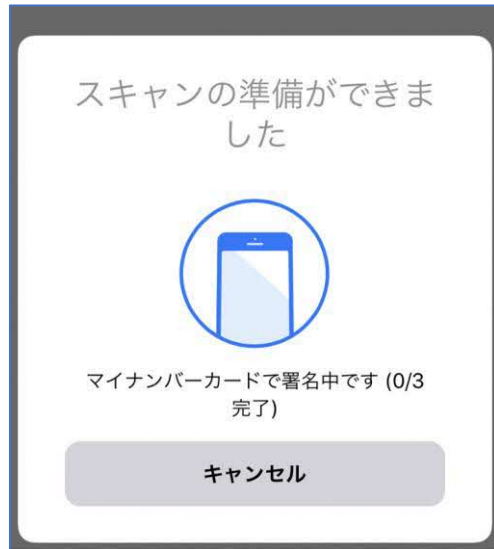 スキャンの準備ができま
した
マイナンバーカードで署名中です (0/3
完了)
キャンセル